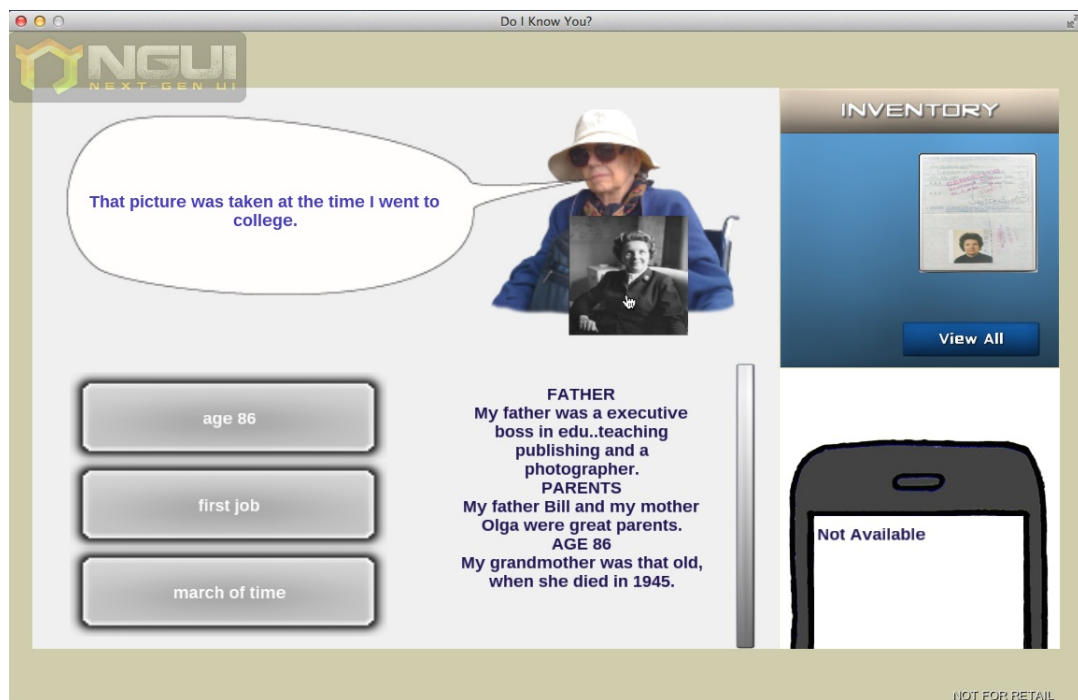 Do I Know You?
NGUI
NEXT-GEN UI
That picture was taken at the time I went to
college.
INVENTORY
View All
age 86
first job
march of time
FATHER
My father was a executive
boss in edu..teaching
publishing and a
photographer.
PARENTS
My father Bill and my mother
Olga were great parents.
AGE 86
My grandmother was that old,
when she died in 1945.
Not Available
NOT FOR RETAIL